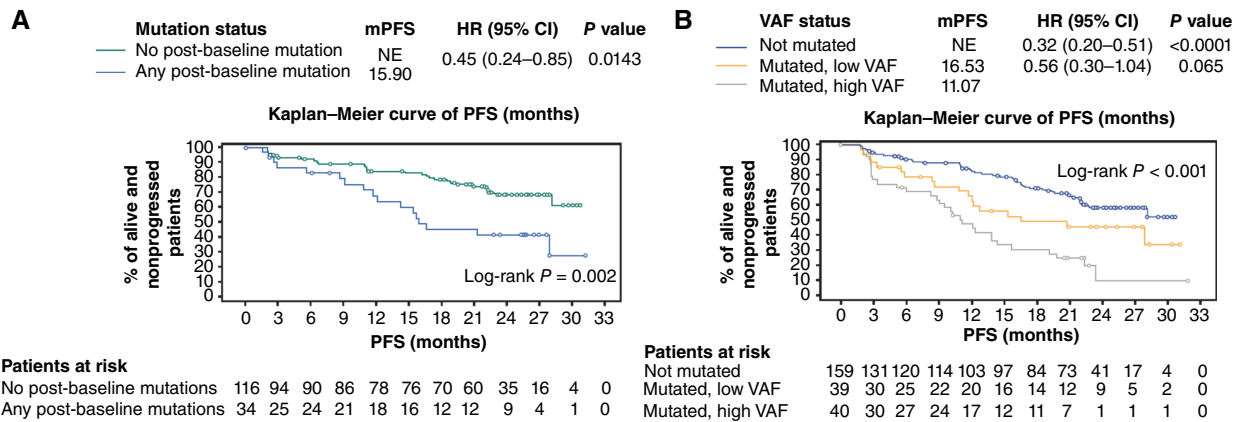 A
Mutation status mPFS HR (95% CI) P value
No post-baseline mutation NE 0.45 (0.24–0.85) 0.0143
Any post-baseline mutation 15.90
Kaplan–Meier curve of PFS (months)
% of alive and
nonprogressed
patients
100
90
80
70
60
50
40
30
20
10
0
Log-rank P = 0.002
0 3 6 9 12 15 18 21 24 27 30 33
PFS (months)
Patients at risk
No post-baseline mutations 116 94 90 86 78 76 70 60 35 16 4 0
Any post-baseline mutations 34 25 24 21 18 16 12 12 9 4 1 0
B
VAF status mPFS HR (95% CI) P value
Not mutated NE 0.32 (0.20–0.51) <0.0001
Mutated, low VAF 16.53 0.56 (0.30–1.04) 0.065
Mutated, high VAF 11.07
Kaplan–Meier curve of PFS (months)
% of alive and
nonprogressed
patients
100
90
80
70
60
50
40
30
20
10
0
Log-rank P < 0.001
0 3 6 9 12 15 18 21 24 27 30 33
PFS (months)
Patients at risk
Not mutated 159 131 120 114 103 97 84 73 41 17 4 0
Mutated, low VAF 39 30 25 22 20 16 14 12 9 5 2 0
Mutated, high VAF 40 30 27 24 17 12 11 7 1 1 1 0